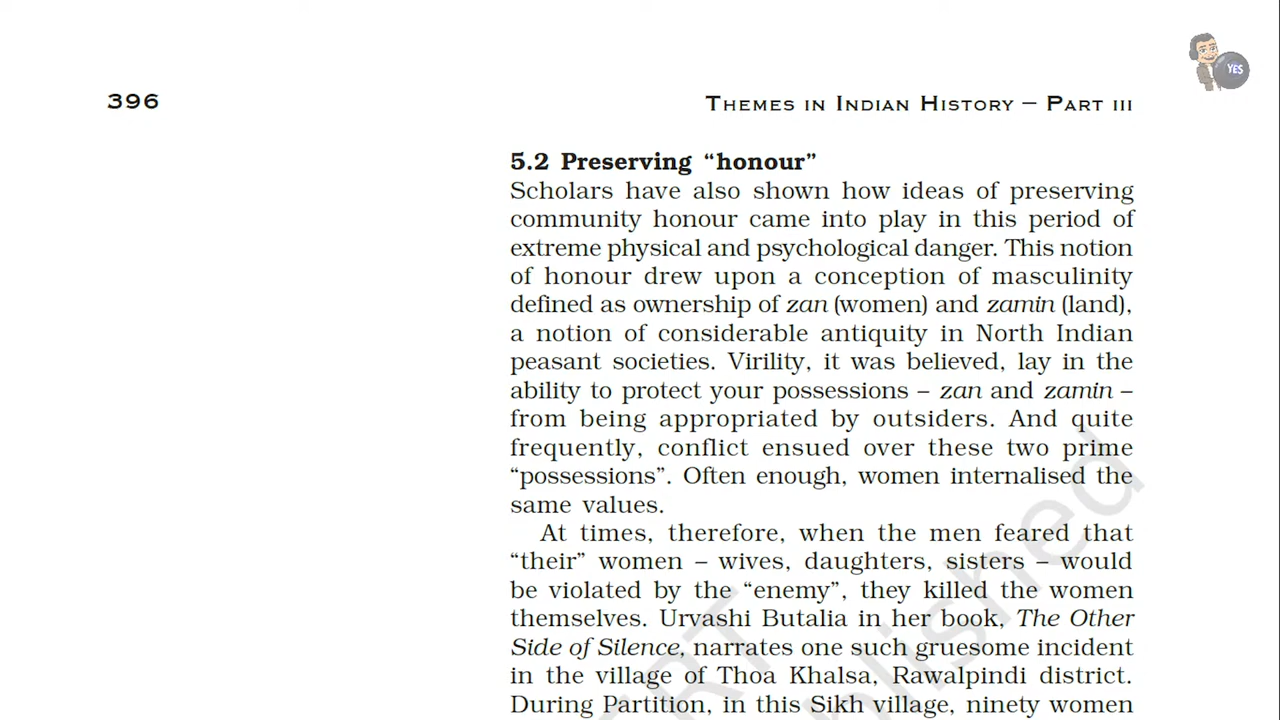 YES
396
THEMES IN INDIAN HISTORY – PART III
5.2 Preserving “honour”
Scholars have also shown how ideas of preserving
community honour came into play in this period of
extreme physical and psychological danger. This notion
of honour drew upon a conception of masculinity
defined as ownership of zan (women) and zamin (land),
a notion of considerable antiquity in North Indian
peasant societies. Virility, it was believed, lay in the
ability to protect your possessions – zan and zamin –
from being appropriated by outsiders. And quite
frequently, conflict ensued over these two prime
“possessions”. Often enough, women internalised the
same values.
At times, therefore, when the men feared that
“their” women – wives, daughters, sisters – would
be violated by the “enemy”, they killed the women
themselves. Urvashi Butalia in her book, The Other
Side of Silence, narrates one such gruesome incident
in the village of Thoa Khalsa, Rawalpindi district.
During Partition, in this Sikh village, ninety women